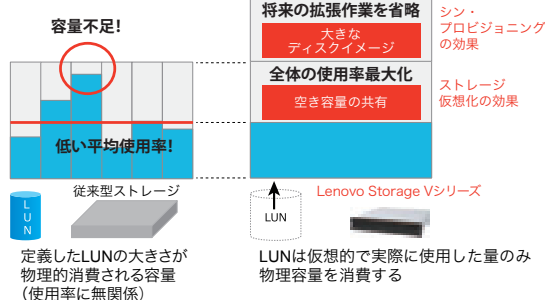 容量不足!
低い平均使用率!
LUN
従来型ストレージ
定義したLUNの大きさが
物理的消費される容量
(使用率に無関係)
将来の拡張作業を省略
大きな
ディスクイメージ
シン・
プロビジョニング
の効果
全体の使用率最大化
空き容量の共有
ストレージ
仮想化の効果
LUN
Lenovo Storage Vシリーズ
LUNは仮想的で実際に使用した量のみ
物理容量を消費する